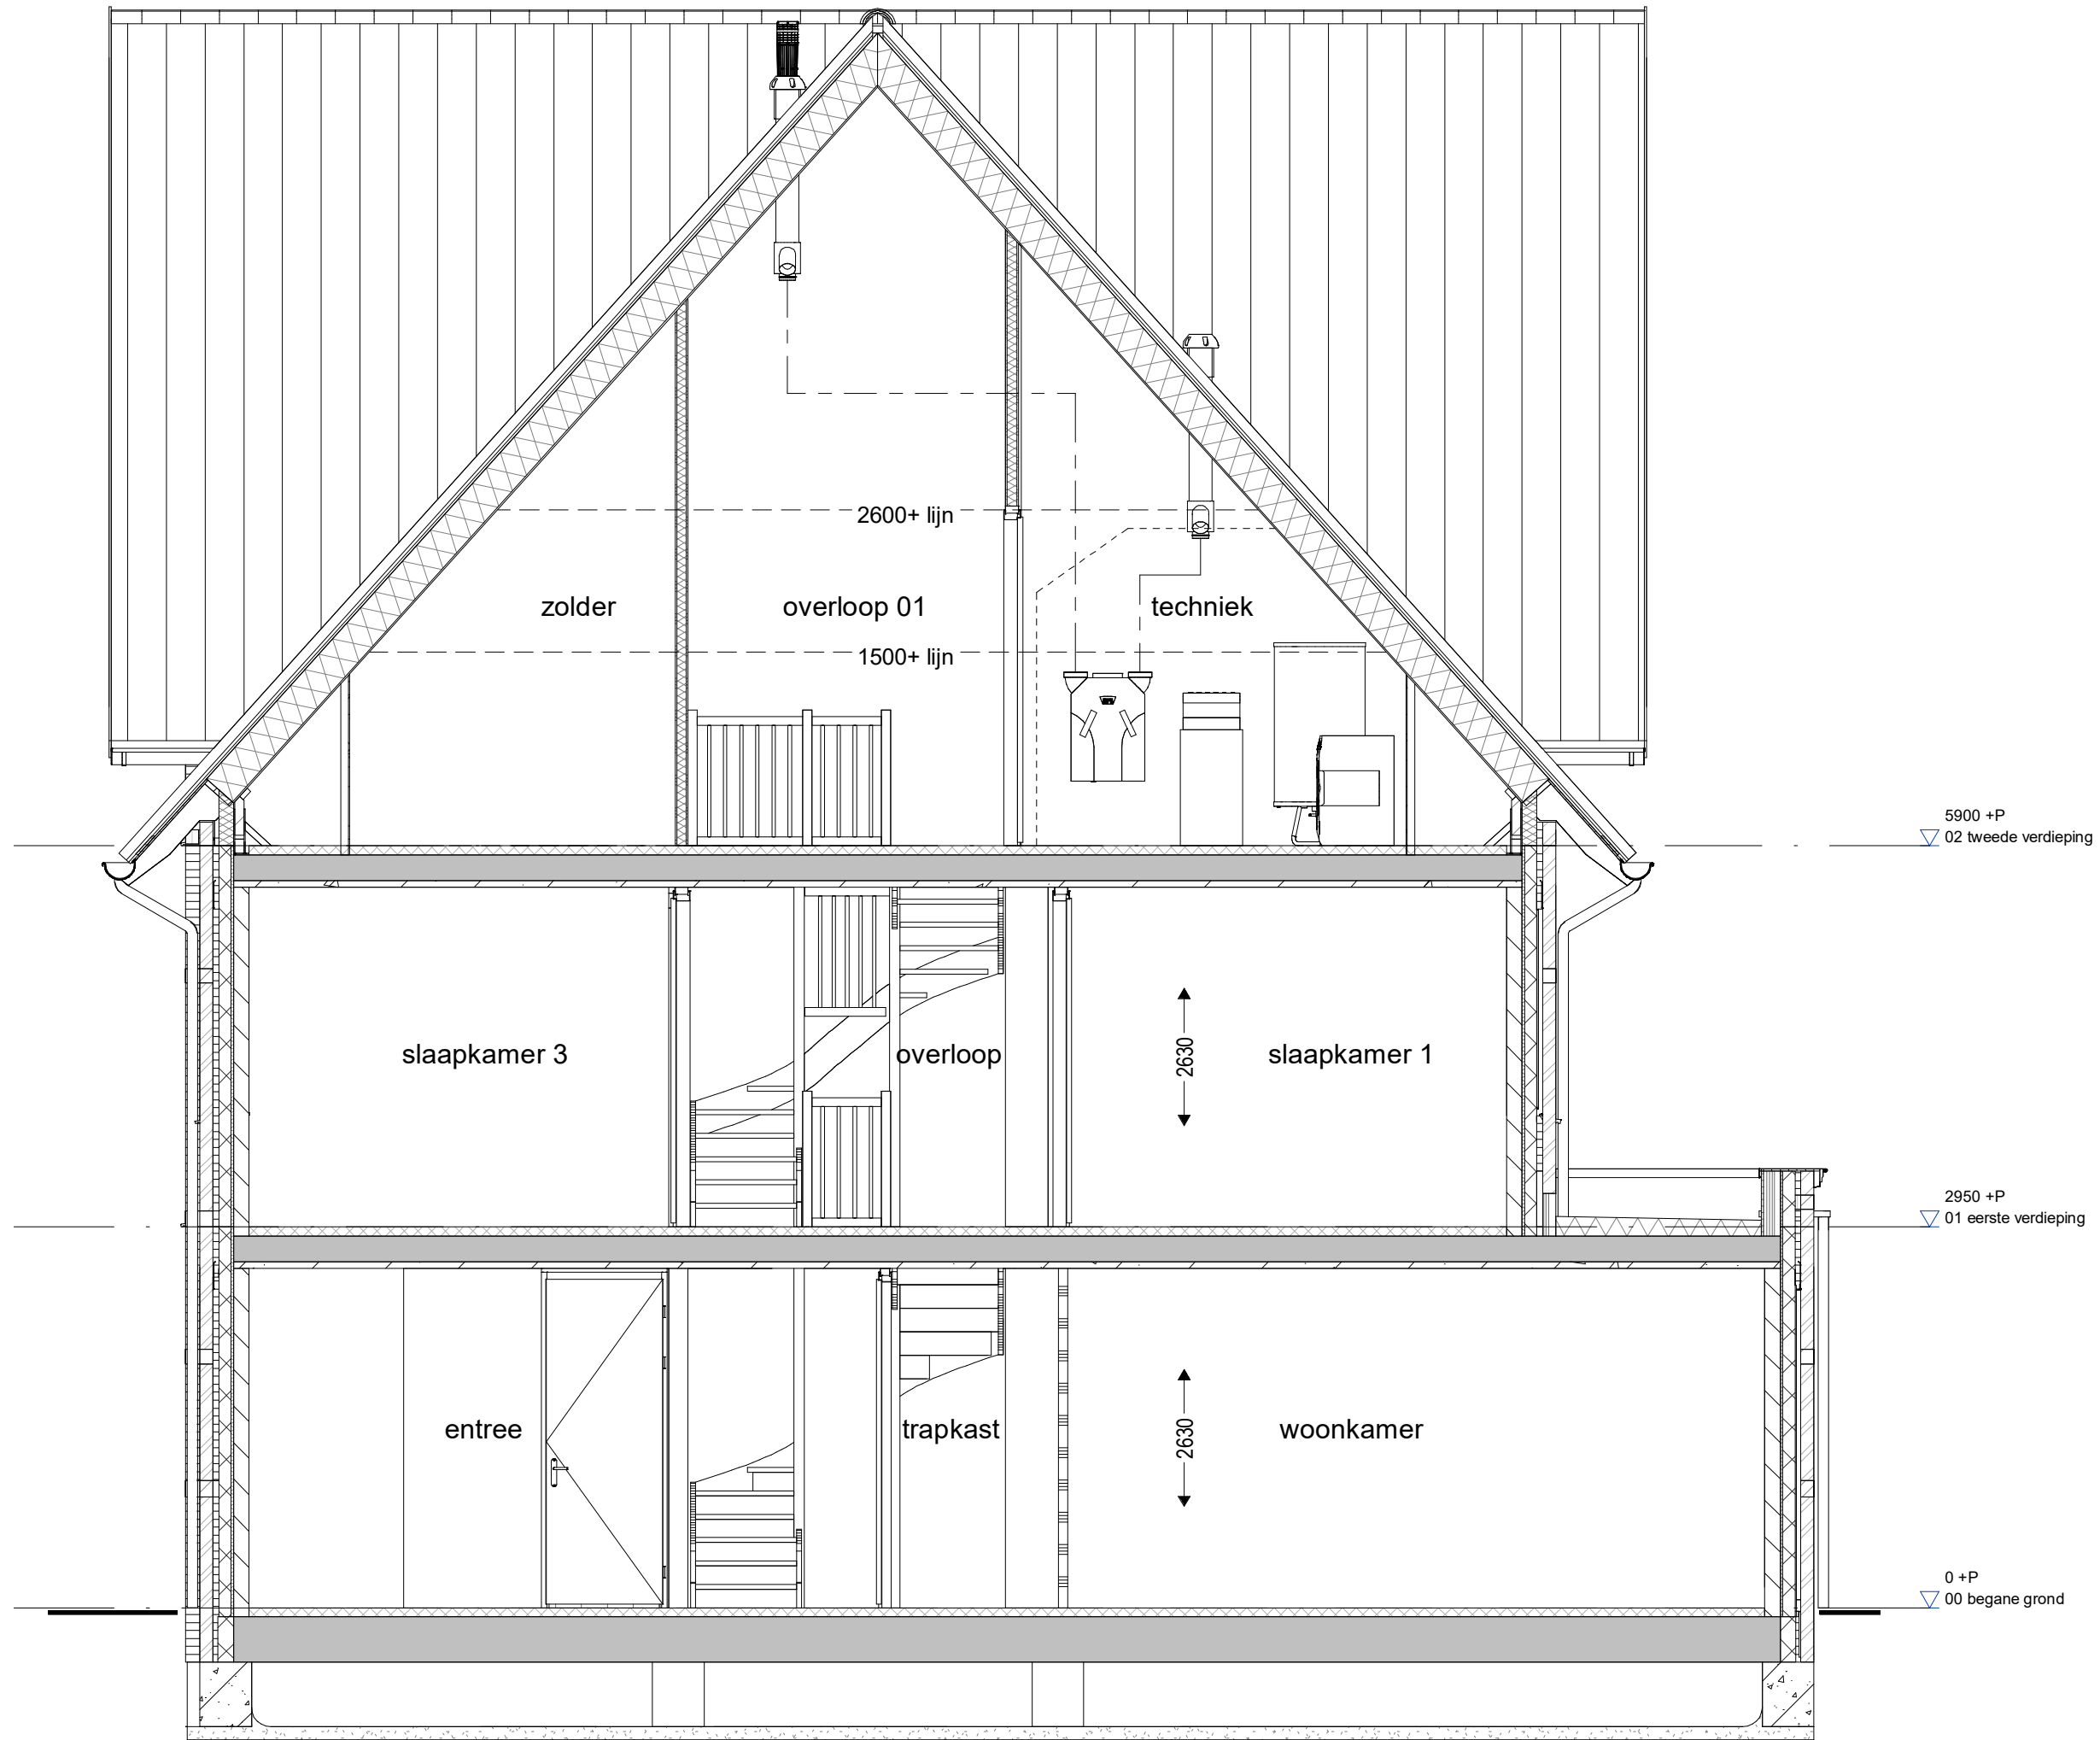 2600+ lijn
zolder
overloop 01
techniek
1500+ lijn
5900 +P
02 tweede verdieping
slaapkamer 3
overloop
2630
slaapkamer 1
2950 +P
01 eerste verdieping
entree
trapkast
2630
woonkamer
0 +P
00 begane grond